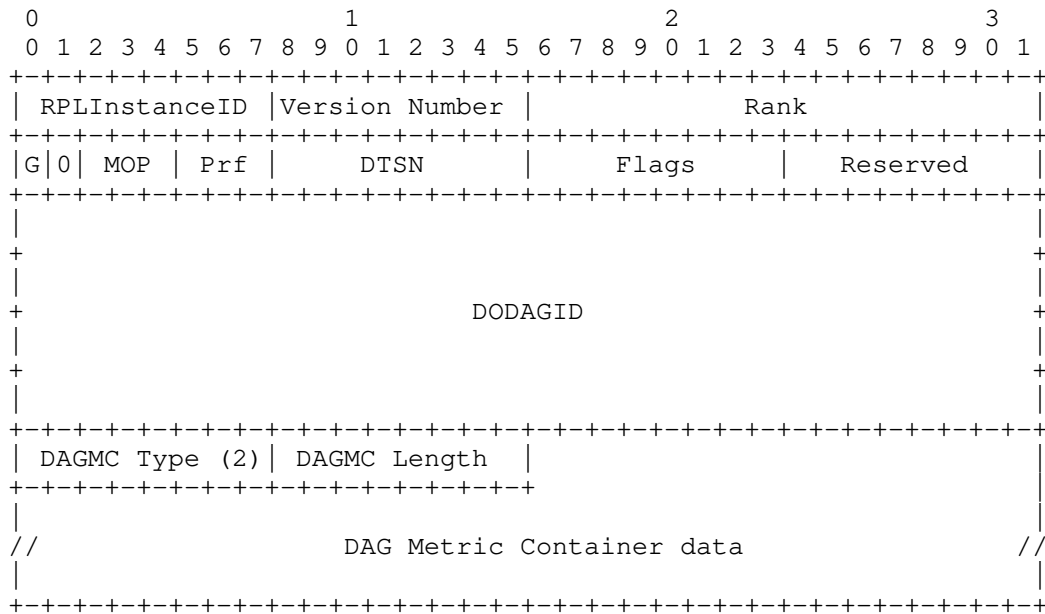 0                   1                   2                   3
 0 1 2 3 4 5 6 7 8 9 0 1 2 3 4 5 6 7 8 9 0 1 2 3 4 5 6 7 8 9 0 1
+-+-+-+-+-+-+-+-+-+-+-+-+-+-+-+-+-+-+-+-+-+-+-+-+-+-+-+-+-+-+-+-+
| RPLInstanceID |Version Number |             Rank              |
+-+-+-+-+-+-+-+-+-+-+-+-+-+-+-+-+-+-+-+-+-+-+-+-+-+-+-+-+-+-+-+-+
|G|0| MOP | Prf |     DTSN      |     Flags     |   Reserved    |
+-+-+-+-+-+-+-+-+-+-+-+-+-+-+-+-+-+-+-+-+-+-+-+-+-+-+-+-+-+-+-+-+
|                                                               |
+                                                               +
|                                                               |
+                            DODAGID                            +
|                                                               |
+                                                               +
|                                                               |
+-+-+-+-+-+-+-+-+-+-+-+-+-+-+-+-+-+-+-+-+-+-+-+-+-+-+-+-+-+-+-+-+
| DAGMC Type (2)| DAGMC Length  |                               |
+-+-+-+-+-+-+-+-+-+-+-+-+-+-+-+-+                               |
|                                                               |
//                   DAG Metric Container data                 //
|                                                               |
+-+-+-+-+-+-+-+-+-+-+-+-+-+-+-+-+-+-+-+-+-+-+-+-+-+-+-+-+-+-+-+-+